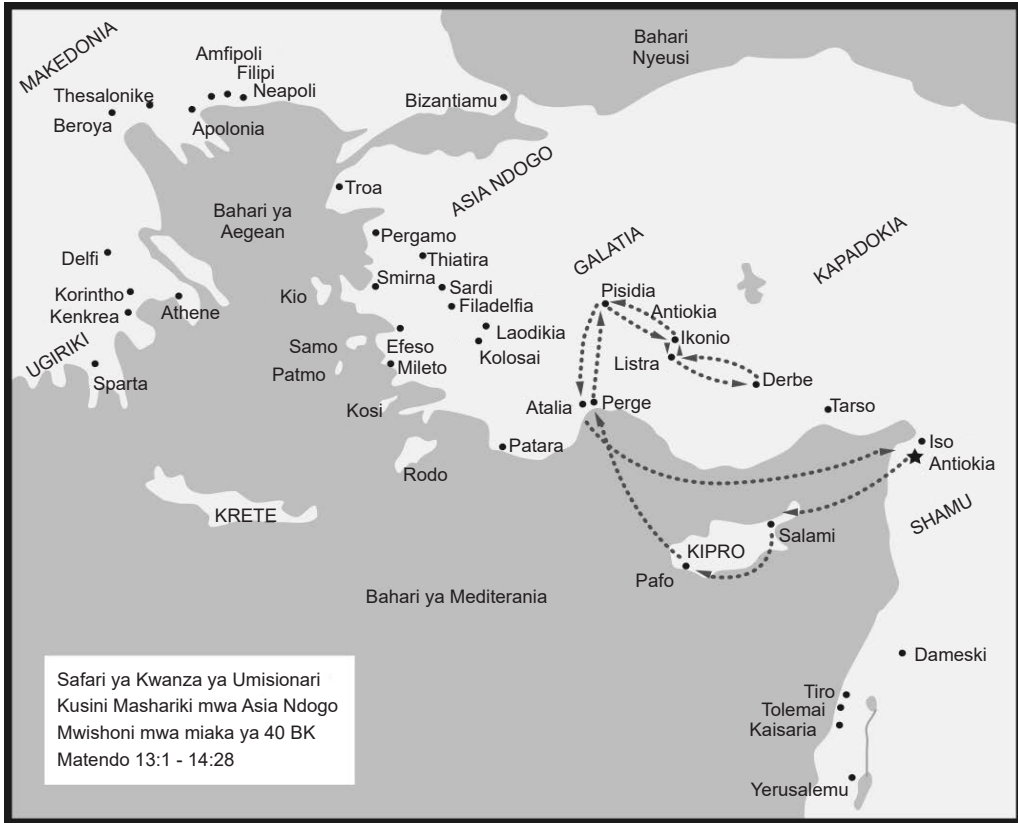 MAKEDONIA
Amfipoli
Filipi
Neapoli
Thesalonike
Beroya
Apolonia
Bizantiamu
Bahari
Nyeusi
Troa
ASIA NDOGO
Bahari ya
Aegean
Pergamo
Thiatira
GALATIA
KAPADOKIA
Delfi
Smirna
Sardi
Filadelfia
Pisidia
Antiokia
Ikonio
Korintho
Kenkrea
Athene
Kio
Laodikia
Kolosai
Listra
Derbe
UGIRIKI
Sparta
Samo
Patmo
Efeso
Mileto
Kosi
Atalia
Perge
Tarso
Patara
Rodo
Iso
Antiokia
SHAMU
KRETE
KIPRO
Salami
Pafo
Bahari ya Mediterania
Dameski
Tiro
Tolemai
Kaisaria
Yerusalemu
Safari ya Kwanza ya Umisionari
Kusini Mashariki mwa Asia Ndogo
Mwishoni mwa miaka ya 40 BK
Matendo 13:1 - 14:28